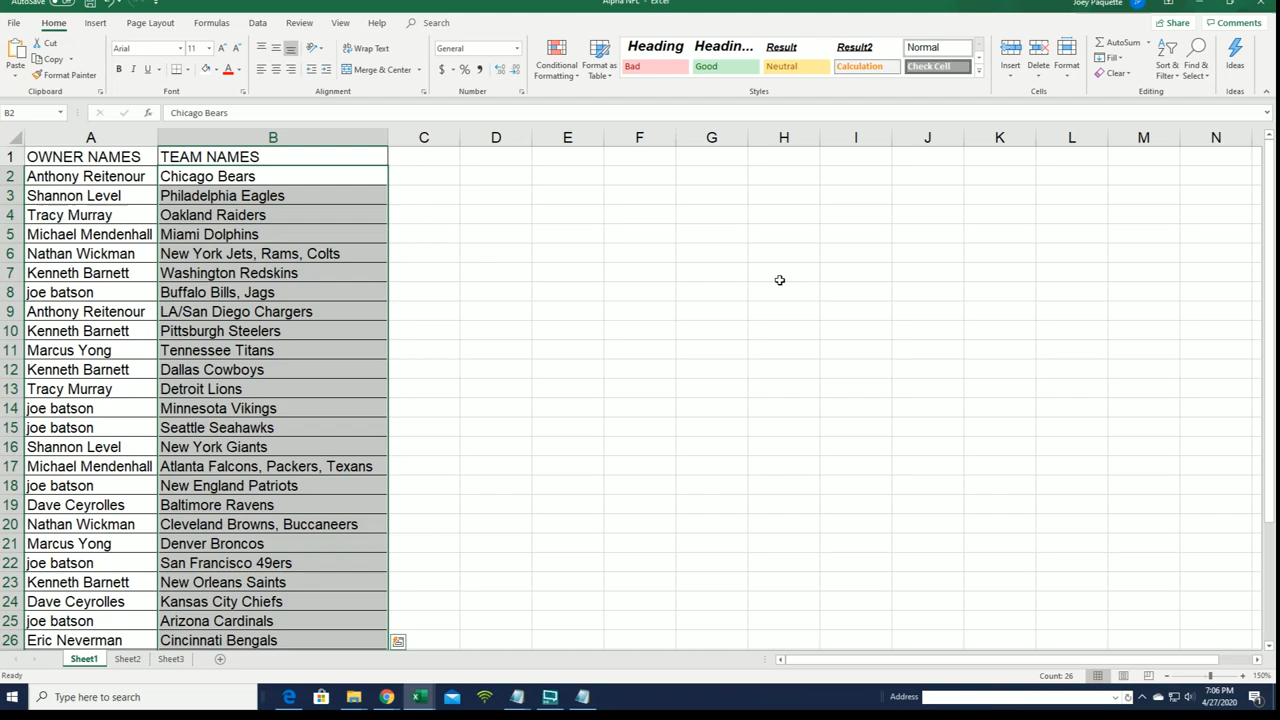 AutoSave Off Alpha NFL - Excel Joey Paquette JP
File Home Insert Page Layout Formulas Data Review View Help Search Share Comments
Paste Cut Copy Format Painter Clipboard
Arial 11 A A B I U A Font
Wrap Text Merge & Center Alignment
General $ % Number
Conditional Formatting Format as Table
Heading Headin... Result Result2 Normal
Bad Good Neutral Calculation Check Cell
Styles
Insert Delete Format Cells
AutoSum Fill Clear Sort & Filter Find & Select Editing
Ideas Ideas
B2 fx Chicago Bears
A B C D E F G H I J K L M N
1 OWNER NAMES TEAM NAMES
2 Anthony Reitenour Chicago Bears
3 Shannon Level Philadelphia Eagles
4 Tracy Murray Oakland Raiders
5 Michael Mendenhall Miami Dolphins
6 Nathan Wickman New York Jets, Rams, Colts
7 Kenneth Barnett Washington Redskins
8 joe batson Buffalo Bills, Jags
9 Anthony Reitenour LA/San Diego Chargers
10 Kenneth Barnett Pittsburgh Steelers
11 Marcus Yong Tennessee Titans
12 Kenneth Barnett Dallas Cowboys
13 Tracy Murray Detroit Lions
14 joe batson Minnesota Vikings
15 joe batson Seattle Seahawks
16 Shannon Level New York Giants
17 Michael Mendenhall Atlanta Falcons, Packers, Texans
18 joe batson New England Patriots
19 Dave Ceyrolles Baltimore Ravens
20 Nathan Wickman Cleveland Browns, Buccaneers
21 Marcus Yong Denver Broncos
22 joe batson San Francisco 49ers
23 Kenneth Barnett New Orleans Saints
24 Dave Ceyrolles Kansas City Chiefs
25 joe batson Arizona Cardinals
26 Eric Neverman Cincinnati Bengals
Sheet1 Sheet2 Sheet3
Ready Count: 26 150%
Type here to search Address 7:06 PM
4/27/2020